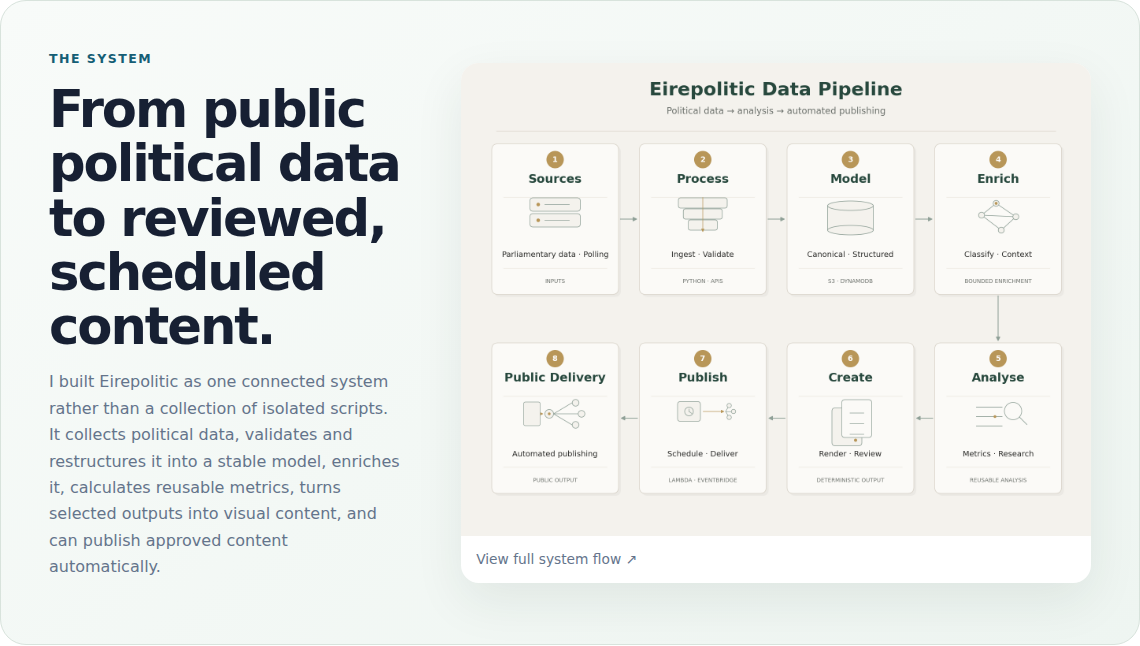 THE SYSTEM
From public
political data
to reviewed,
scheduled
content.
I built Eirepolitic as one connected system
rather than a collection of isolated scripts.
It collects political data, validates and
restructures it into a stable model, enriches
it, calculates reusable metrics, turns
selected outputs into visual content, and
can publish approved content
automatically.
Eirepolitic Data Pipeline
Political data → analysis → automated publishing
1
Sources
Parliamentary data · Polling
INPUTS
2
Process
Ingest · Validate
PYTHON · APIS
3
Model
Canonical · Structured
S3 · DYNAMODB
4
Enrich
Classify · Context
BOUNDED ENRICHMENT
8
Public Delivery
Automated publishing
PUBLIC OUTPUT
7
Publish
Schedule · Deliver
LAMBDA · EVENTBRIDGE
6
Create
Render · Review
DETERMINISTIC OUTPUT
5
Analyse
Metrics · Research
REUSABLE ANALYSIS
View full system flow ↗